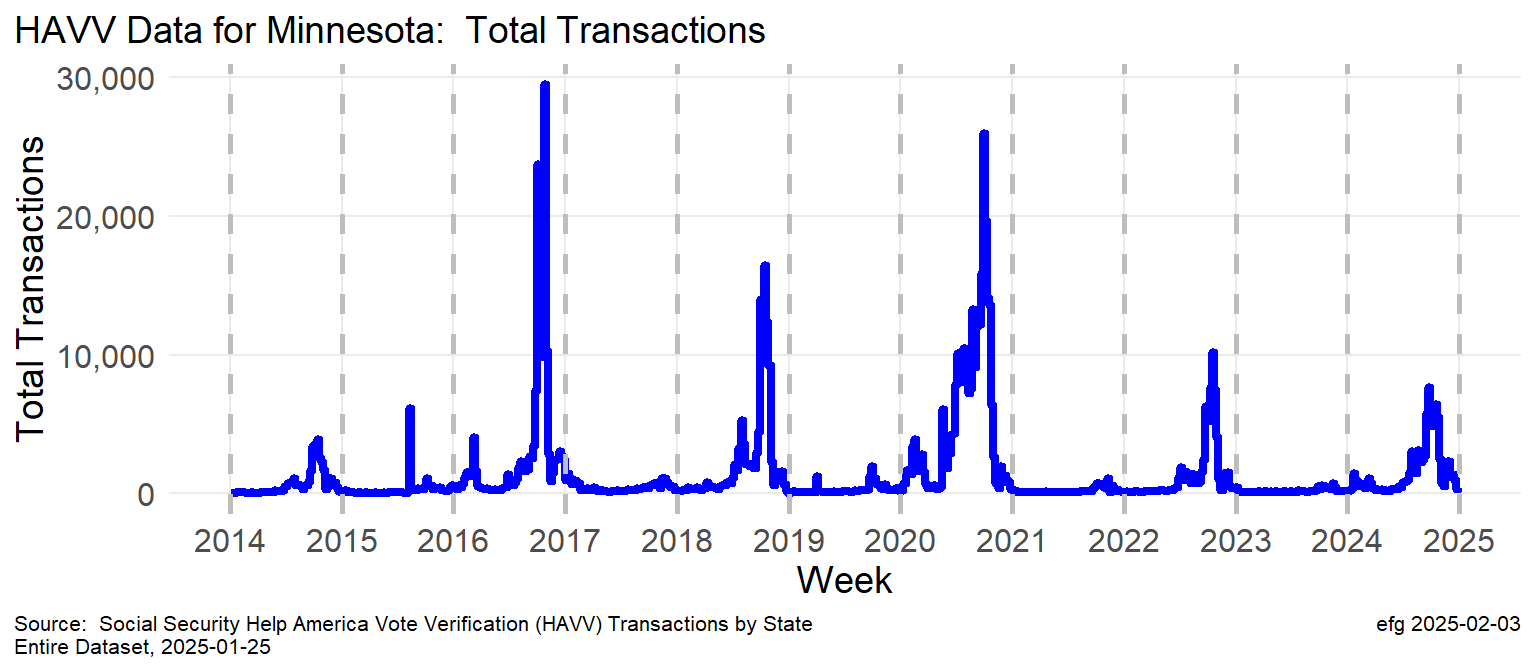 HAVV Data for Minnesota:  Total Transactions
Total Transactions
30,000
20,000
10,000
0
2014 2015 2016 2017 2018 2019 2020 2021 2022 2023 2024 2025
Week
Source:  Social Security Help America Vote Verification (HAVV) Transactions by State
Entire Dataset, 2025-01-25
efg 2025-02-03